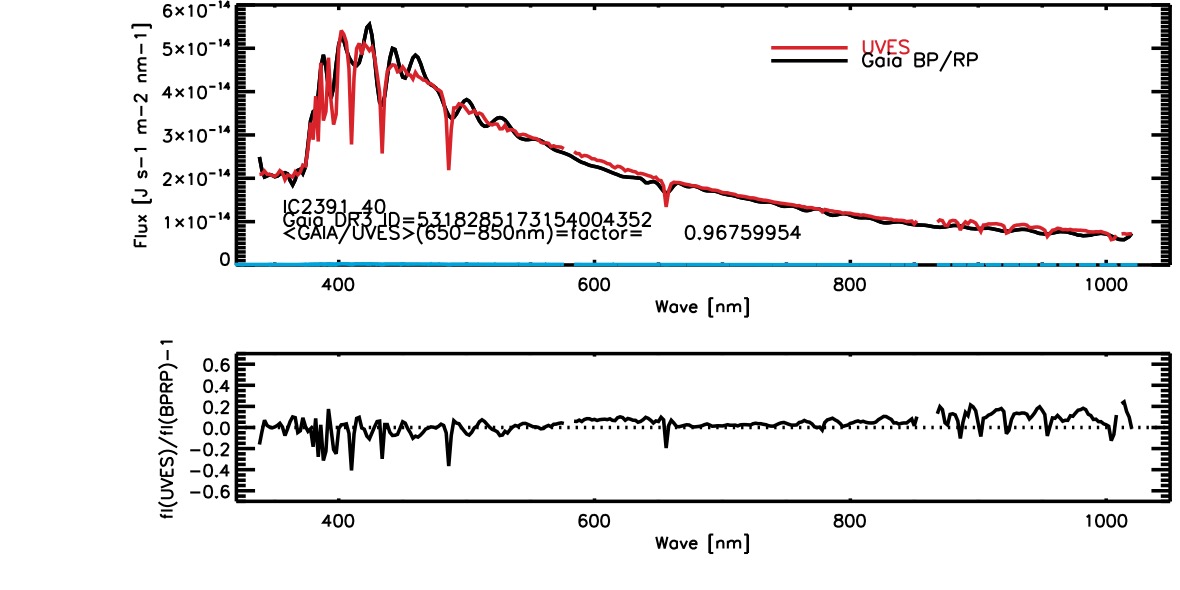 6×10−14
5×10−14
4×10−14
3×10−14
2×10−14
1×10−14
0
Flux [J s−1 m−2 nm−1]
UVES
Gaia BP/RP
IC2391_40
Gaia DR3 ID=5318285173154004352
<GAIA/UVES>(650−850nm)=factor= 0.96759954
400 600 800 1000
Wave [nm]
fl(UVES)/fl(BPRP)−1
0.6
0.4
0.2
0.0
−0.2
−0.4
−0.6
400 600 800 1000
Wave [nm]